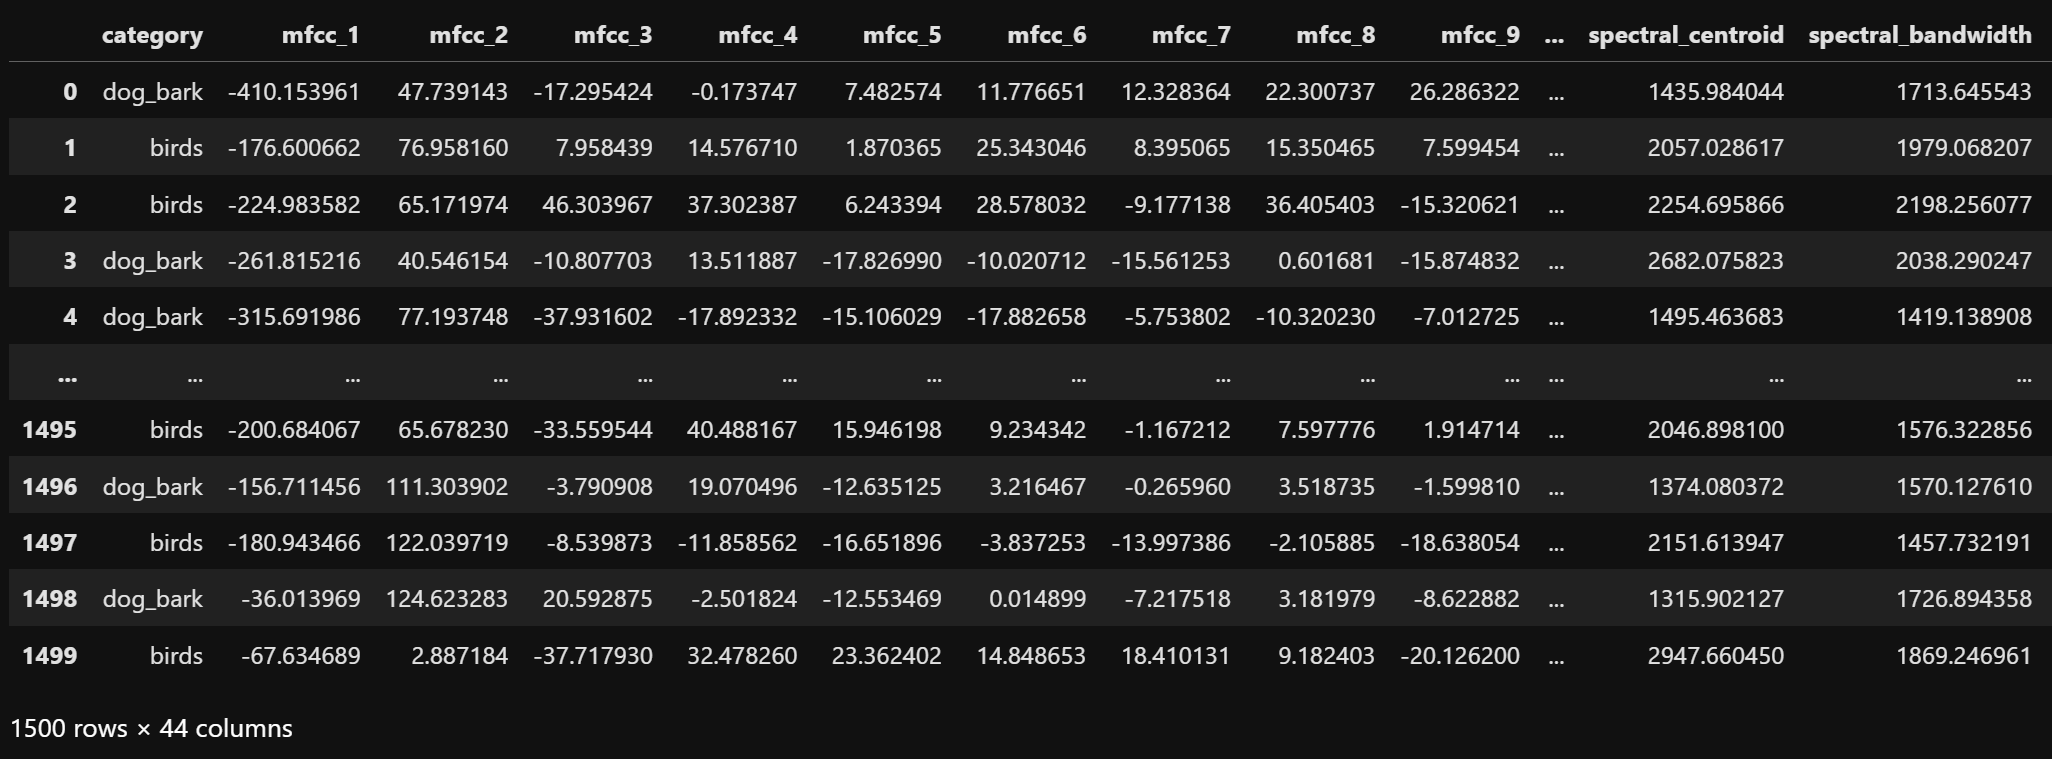 category mfcc_1 mfcc_2 mfcc_3 mfcc_4 mfcc_5 mfcc_6 mfcc_7 mfcc_8 mfcc_9 ... spectral_centroid spectral_bandwidth
0 dog_bark -410.153961 47.739143 -17.295424 -0.173747 7.482574 11.776651 12.328364 22.300737 26.286322 ... 1435.984044 1713.645543
1 birds -176.600662 76.958160 7.958439 14.576710 1.870365 25.343046 8.395065 15.350465 7.599454 ... 2057.028617 1979.068207
2 birds -224.983582 65.171974 46.303967 37.302387 6.243394 28.578032 -9.177138 36.405403 -15.320621 ... 2254.695866 2198.256077
3 dog_bark -261.815216 40.546154 -10.807703 13.511887 -17.826990 -10.020712 -15.561253 0.601681 -15.874832 ... 2682.075823 2038.290247
4 dog_bark -315.691986 77.193748 -37.931602 -17.892332 -15.106029 -17.882658 -5.753802 -10.320230 -7.012725 ... 1495.463683 1419.138908
... ... ... ... ... ... ... ... ... ... ... ... ... ...
1495 birds -200.684067 65.678230 -33.559544 40.488167 15.946198 9.234342 -1.167212 7.597776 1.914714 ... 2046.898100 1576.322856
1496 dog_bark -156.711456 111.303902 -3.790908 19.070496 -12.635125 3.216467 -0.265960 3.518735 -1.599810 ... 1374.080372 1570.127610
1497 birds -180.943466 122.039719 -8.539873 -11.858562 -16.651896 -3.837253 -13.997386 -2.105885 -18.638054 ... 2151.613947 1457.732191
1498 dog_bark -36.013969 124.623283 20.592875 -2.501824 -12.553469 0.014899 -7.217518 3.181979 -8.622882 ... 1315.902127 1726.894358
1499 birds -67.634689 2.887184 -37.717930 32.478260 23.362402 14.848653 18.410131 9.182403 -20.126200 ... 2947.660450 1869.246961
1500 rows × 44 columns